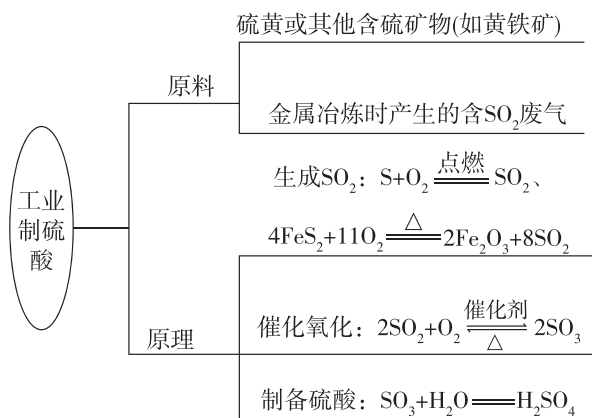 硫黄或其他含硫矿物(如黄铁矿)
原料
金属冶炼时产生的含SO₂废气
生成SO₂：S+O₂ ═点燃═ SO₂、
工业
制硫
酸
4FeS₂+11O₂ ═△═ 2Fe₂O₃+8SO₂
原理
催化氧化：2SO₂+O₂ ⇌催化剂/△ 2SO₃
制备硫酸：SO₃+H₂O══H₂SO₄